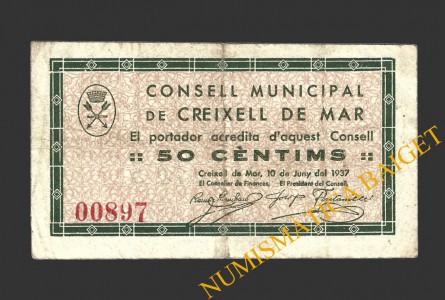 CONSELL MUNICIPAL
DE CREIXELL DE MAR
El portador acredita d'aquest Consell
:: 50 CÈNTIMS ::
Creixell de Mar, 10 de Juny del 1937
El Conseller de Finances, El President del Consell,
00897
NUMISMATICA BAIGET